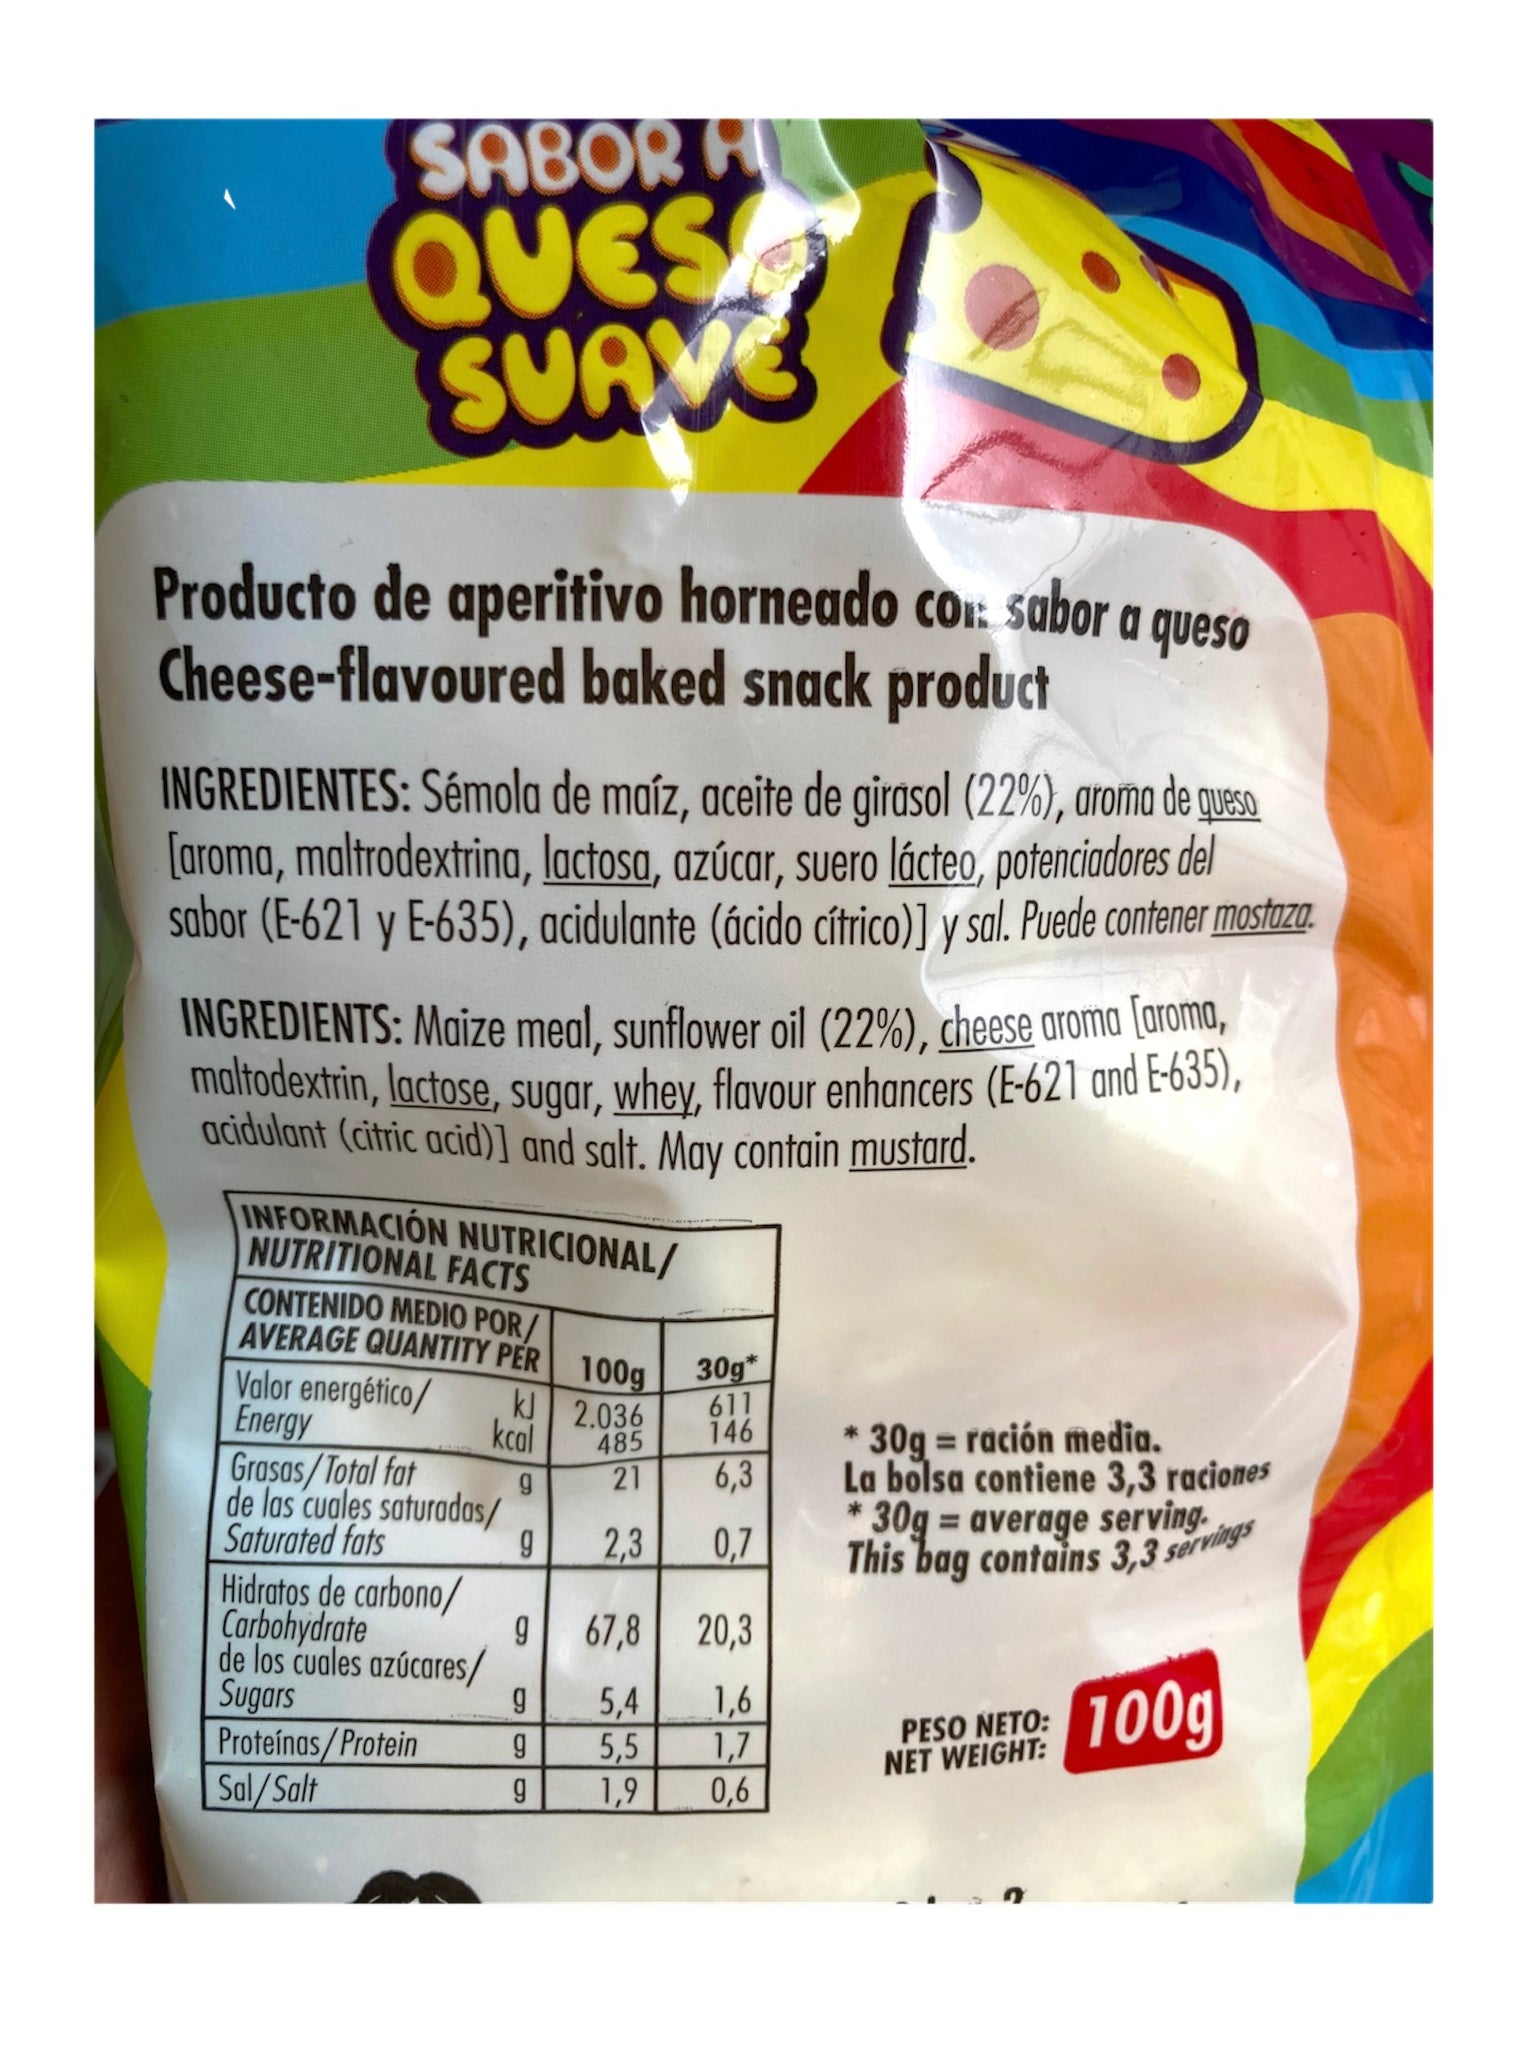 SABOR A
QUESO
SUAVE
Producto de aperitivo horneado con sabor a queso
Cheese-flavoured baked snack product
INGREDIENTES: Sémola de maíz, aceite de girasol (22%), aroma de queso
[aroma, maltrodextrina, lactosa, azúcar, suero lácteo, potenciadores del
sabor (E-621 y E-635), acidulante (ácido cítrico)] y sal. Puede contener mostaza.
INGREDIENTS: Maize meal, sunflower oil (22%), cheese aroma [aroma,
maltodextrin, lactose, sugar, whey, flavour enhancers (E-621 and E-635),
acidulant (citric acid)] and salt. May contain mustard.
INFORMACIÓN NUTRICIONAL/
NUTRITIONAL FACTS
CONTENIDO MEDIO POR/
AVERAGE QUANTITY PER 100g 30g*
Valor energético/ kJ 2.036 611
Energy kcal 485 146
Grasas/Total fat g 21 6,3
de las cuales saturadas/
Saturated fats g 2,3 0,7
Hidratos de carbono/
Carbohydrate g 67,8 20,3
de los cuales azúcares/
Sugars g 5,4 1,6
Proteínas/Protein g 5,5 1,7
Sal/Salt g 1,9 0,6
* 30g = ración media.
La bolsa contiene 3,3 raciones
* 30g = average serving.
This bag contains 3,3 servings
PESO NETO:
NET WEIGHT: 100g